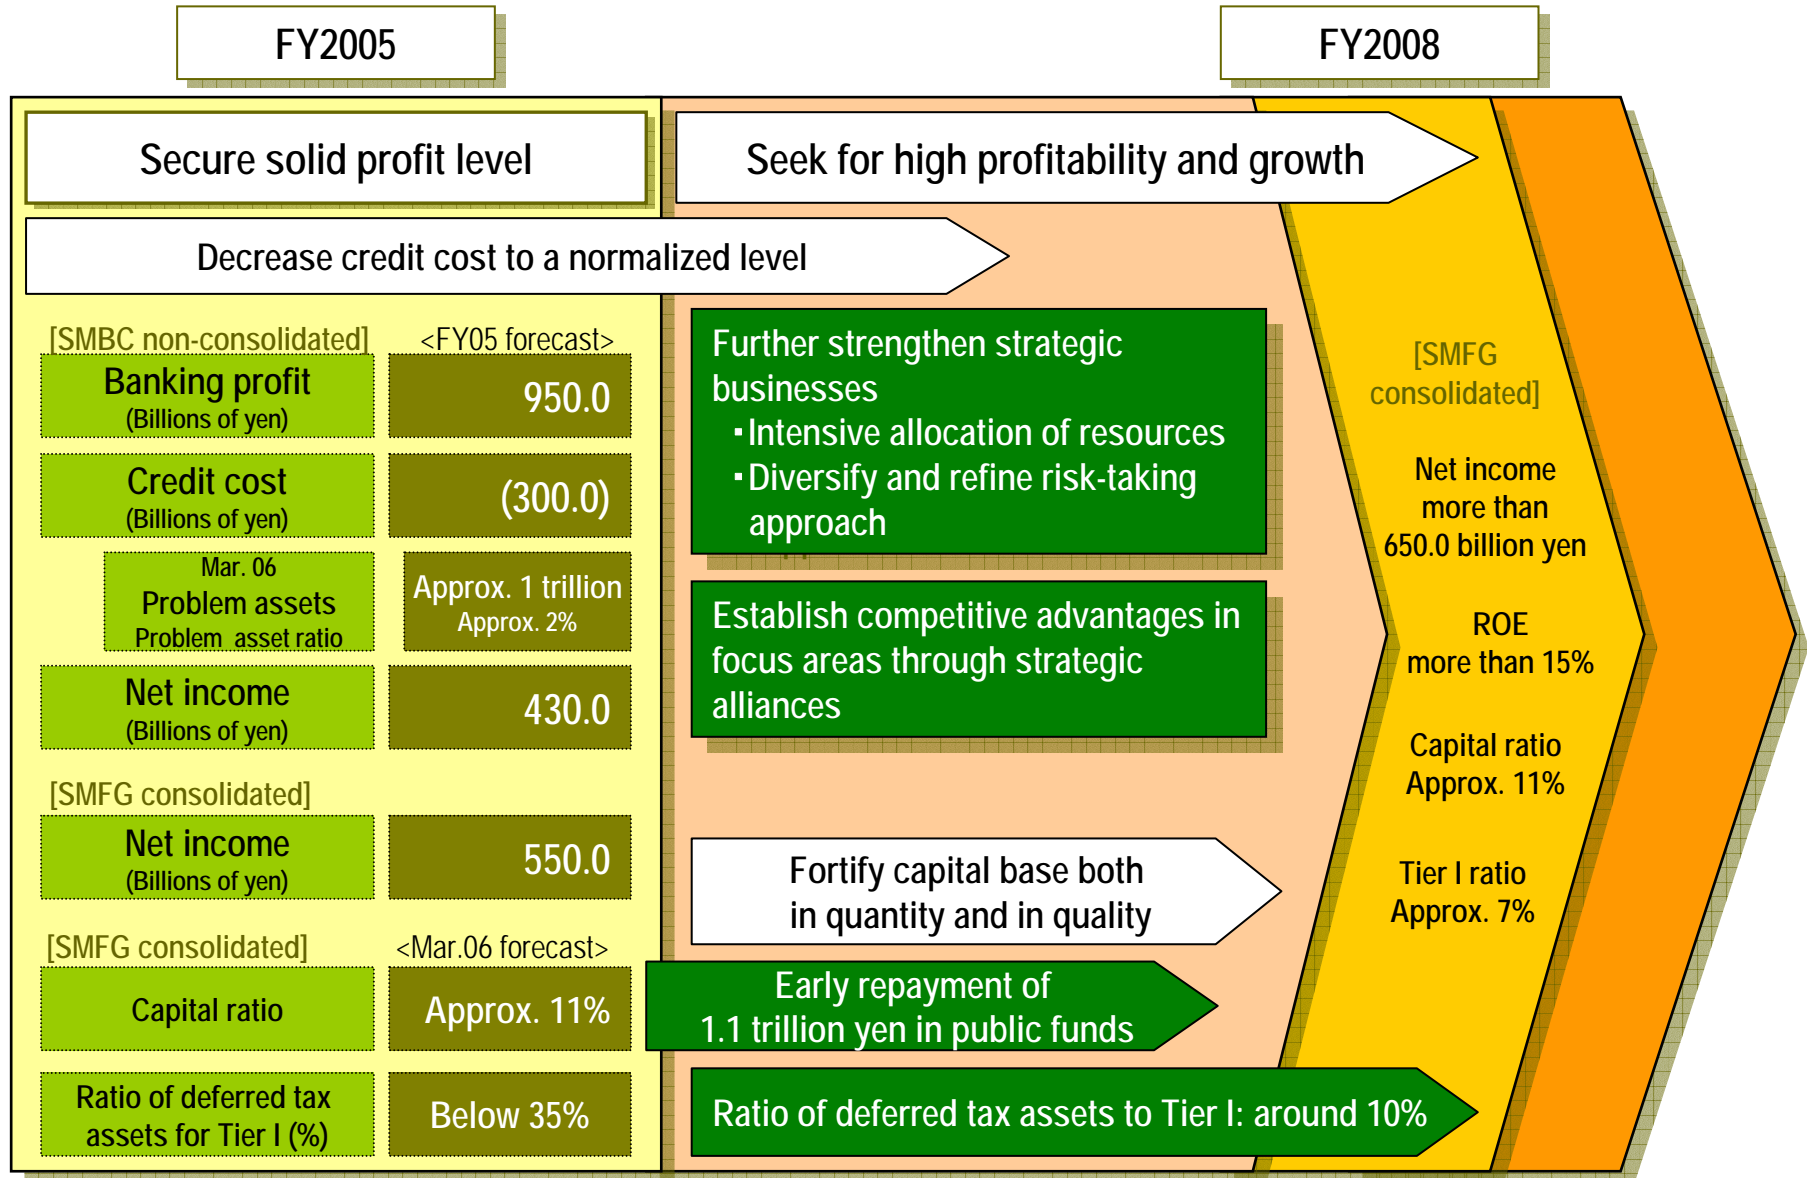 FY2005
FY2008
Secure solid profit level
Seek for high profitability and growth
Decrease credit cost to a normalized level
[SMBC non-consolidated]
<FY05 forecast>
Banking profit
(Billions of yen)
950.0
Credit cost
(Billions of yen)
(300.0)
Mar. 06
Problem assets
Problem asset ratio
Approx. 1 trillion
Approx. 2%
Net income
(Billions of yen)
430.0
[SMFG consolidated]
Net income
(Billions of yen)
550.0
[SMFG consolidated]
<Mar.06 forecast>
Capital ratio
Approx. 11%
Ratio of deferred tax
assets for Tier I (%)
Below 35%
Further strengthen strategic
businesses
▪Intensive allocation of resources
▪Diversify and refine risk-taking
approach
Establish competitive advantages in
focus areas through strategic
alliances
Fortify capital base both
in quantity and in quality
Early repayment of
1.1 trillion yen in public funds
Ratio of deferred tax assets to Tier I: around 10%
[SMFG
consolidated]
Net income
more than
650.0 billion yen
ROE
more than 15%
Capital ratio
Approx. 11%
Tier I ratio
Approx. 7%